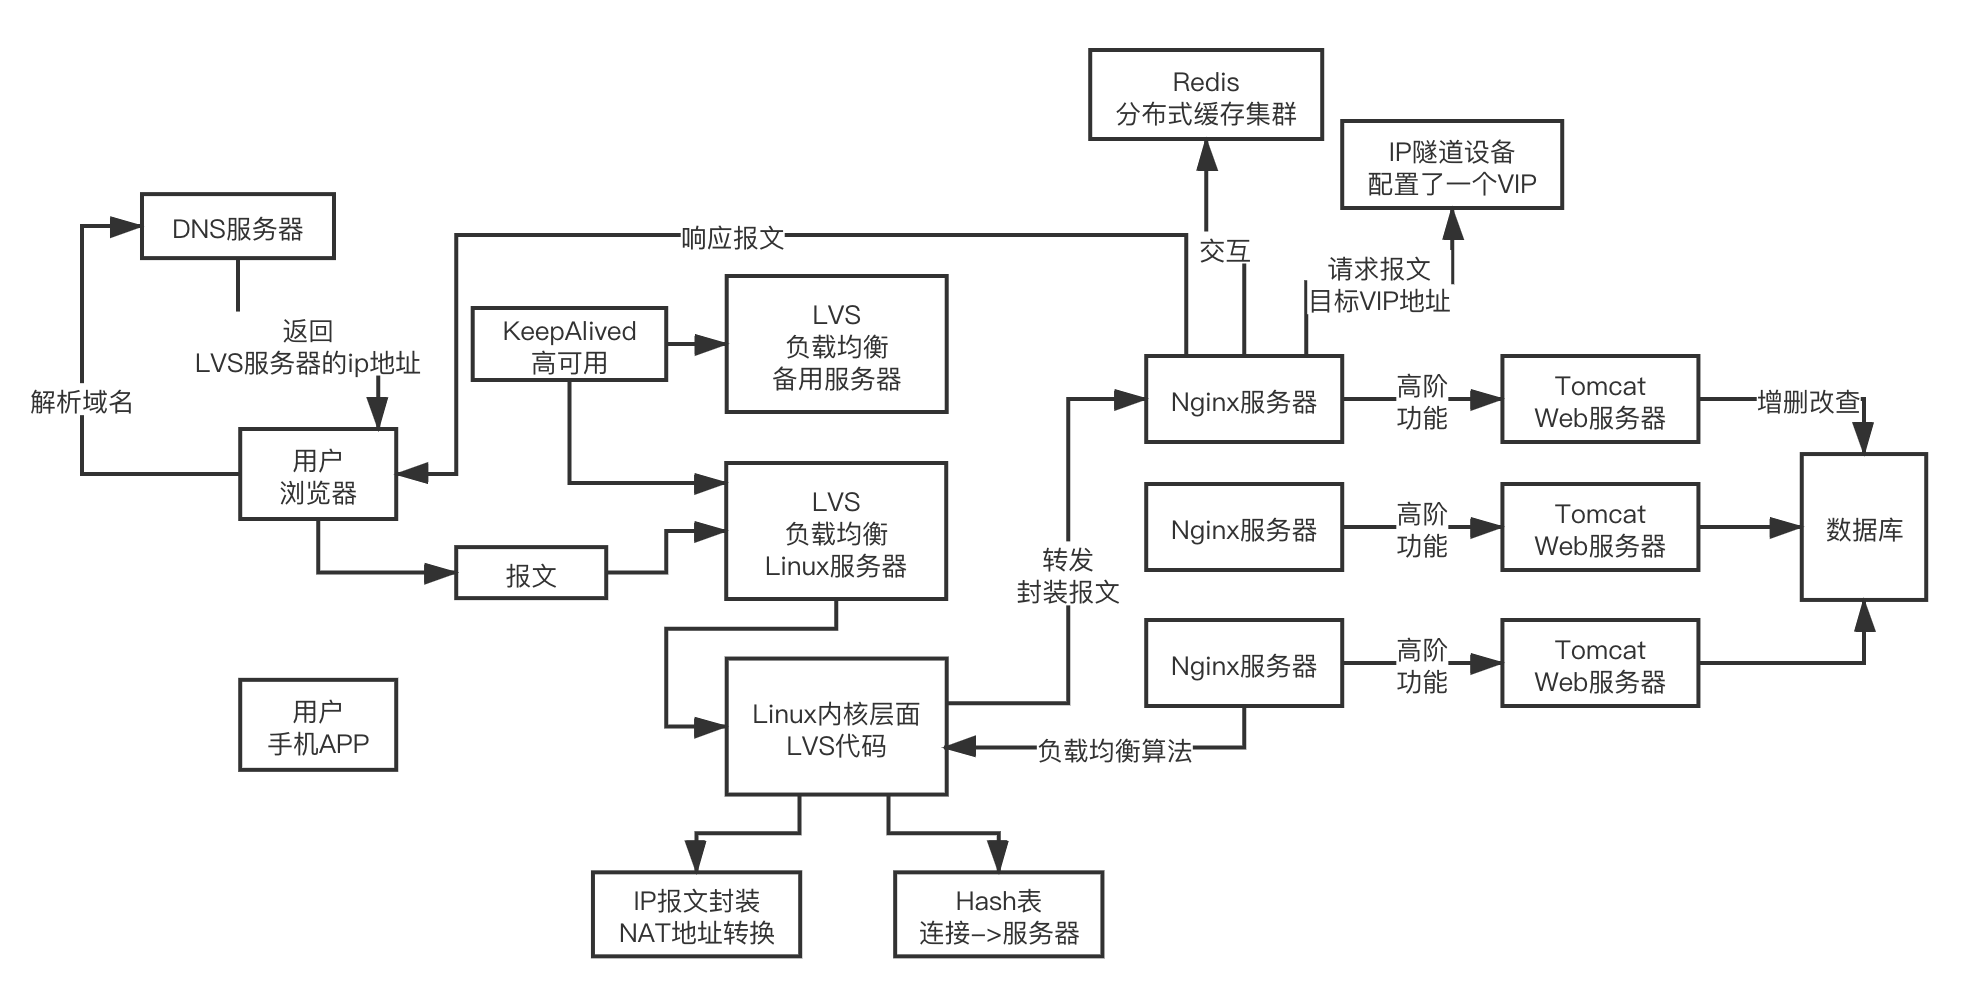 Redis
分布式缓存集群
IP隧道设备
配置了一个VIP
DNS服务器
响应报文
交互
请求报文
目标VIP地址
返回
LVS服务器的ip地址
KeepAlived
高可用
LVS
负载均衡
备用服务器
解析域名
Nginx服务器
高阶
功能
Tomcat
Web服务器
增删改查
用户
浏览器
LVS
负载均衡
Linux服务器
报文
转发
封装报文
Nginx服务器
高阶
功能
Tomcat
Web服务器
数据库
Nginx服务器
高阶
功能
Tomcat
Web服务器
用户
手机APP
Linux内核层面
LVS代码
负载均衡算法
IP报文封装
NAT地址转换
Hash表
连接->服务器